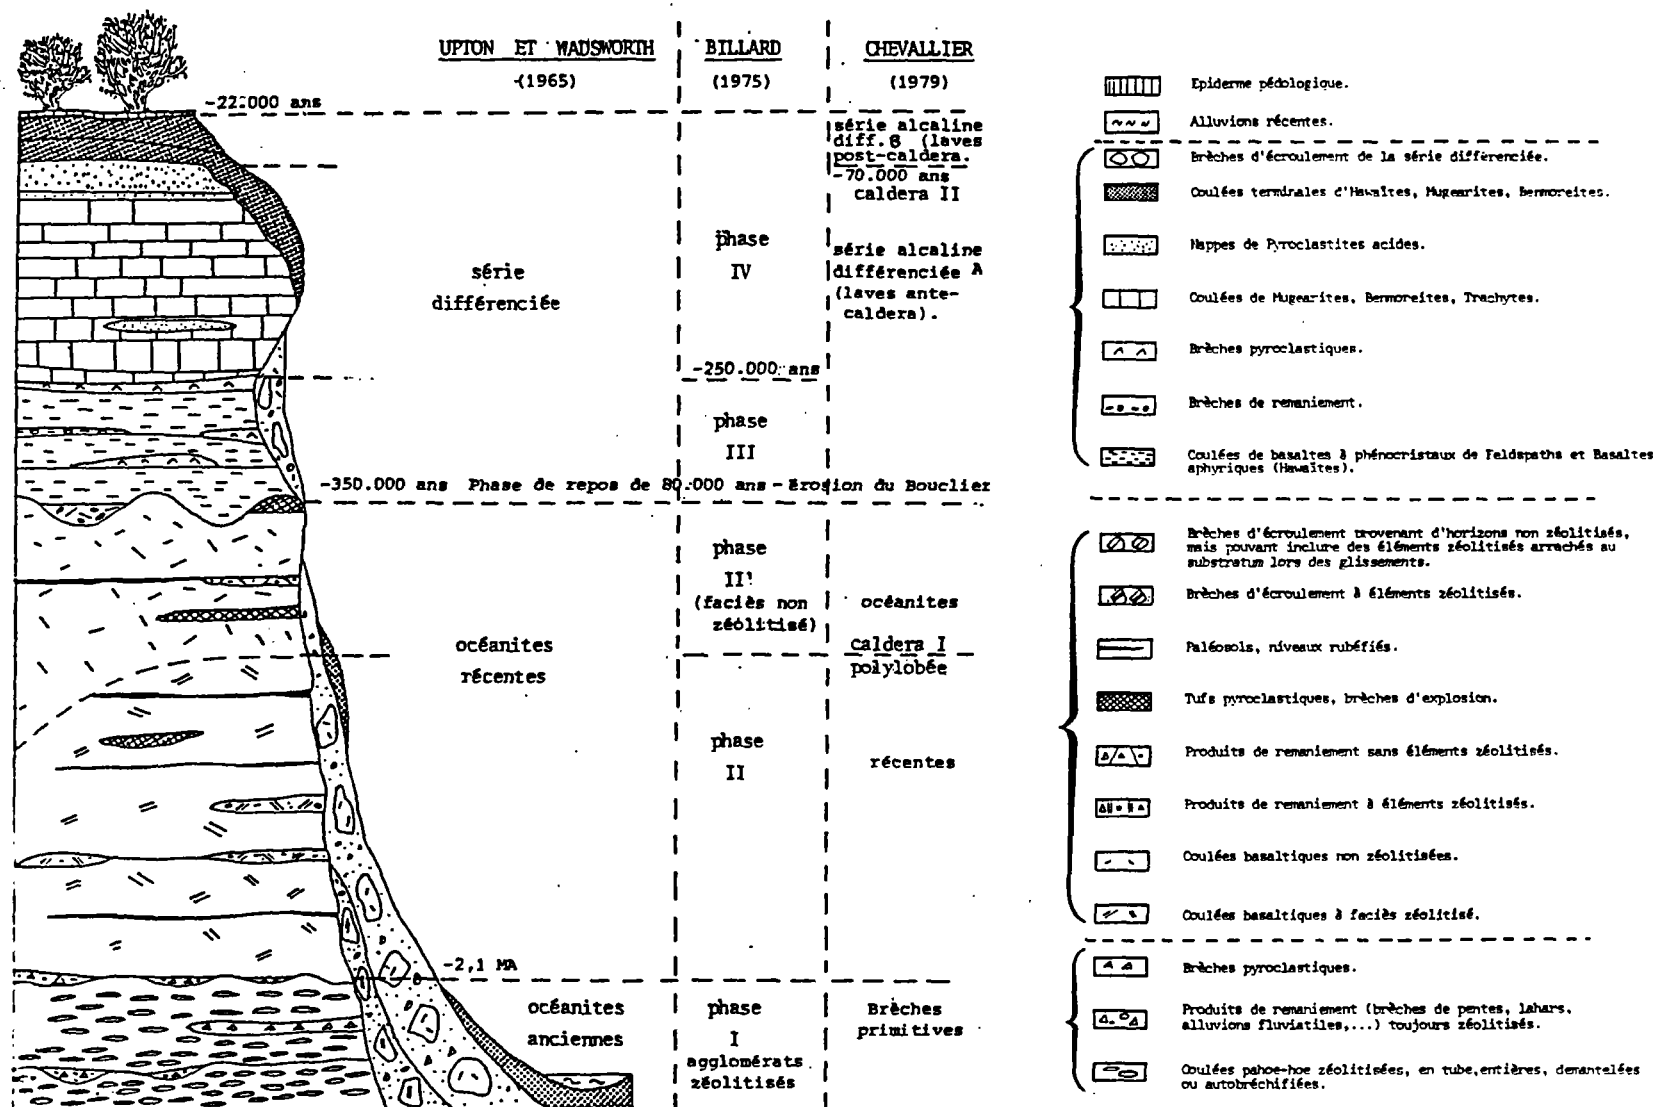 UPTON ET WADSWORTH
(1965)
BILLARD
(1975)
CHEVALLIER
(1979)
-22:000 ans
série alcaline
diff.B (laves
post-caldera.
-70.000 ans
caldera II
phase
IV
série alcaline
différenciée A
(laves ante-
caldera).
série
différenciée
-250.000 ans
phase
III
-350.000 ans Phase de repos de 80.000 ans - Erosion du Bouclier
phase
II'
(faciès non
zéolitisé)
océanites
caldera I
polylobée
océanites
récentes
phase
II
récentes
-2,1 MA
océanites
anciennes
phase
I
agglomérats
zéolitisés
Brèches
primitives
Epiderme pédologique.
Alluvions récentes.
Brèches d'écroulement de la série différenciée.
Coulées terminales d'Hawaîtes, Mugearites, Benmoreites.
Nappes de Pyroclastites acides.
Coulées de Mugearites, Benmoreites, Trachytes.
Brèches pyroclastiques.
Brèches de remaniement.
Coulées de basaltes à phénocristaux de Feldspaths et Basaltes
aphyriques (Hawaîtes).
Brèches d'écroulement provenant d'horizons non zéolitisés,
mais pouvant inclure des éléments zéolitisés arrachés au
substratum lors des glissements.
Brèches d'écroulement à éléments zéolitisés.
Paléosols, niveaux rubéfiés.
Tufs pyroclastiques, brèches d'explosion.
Produits de remaniement sans éléments zéolitisés.
Produits de remaniement à éléments zéolitisés.
Coulées basaltiques non zéolitisées.
Coulées basaltiques à faciès zéolitisé.
Brèches pyroclastiques.
Produits de remaniement (brèches de pentes, lahars,
alluvions fluviatiles,...) toujours zéolitisés.
Coulées pahoe-hoe zéolitisées, en tube,entières, demantelées
ou autobréchifiées.